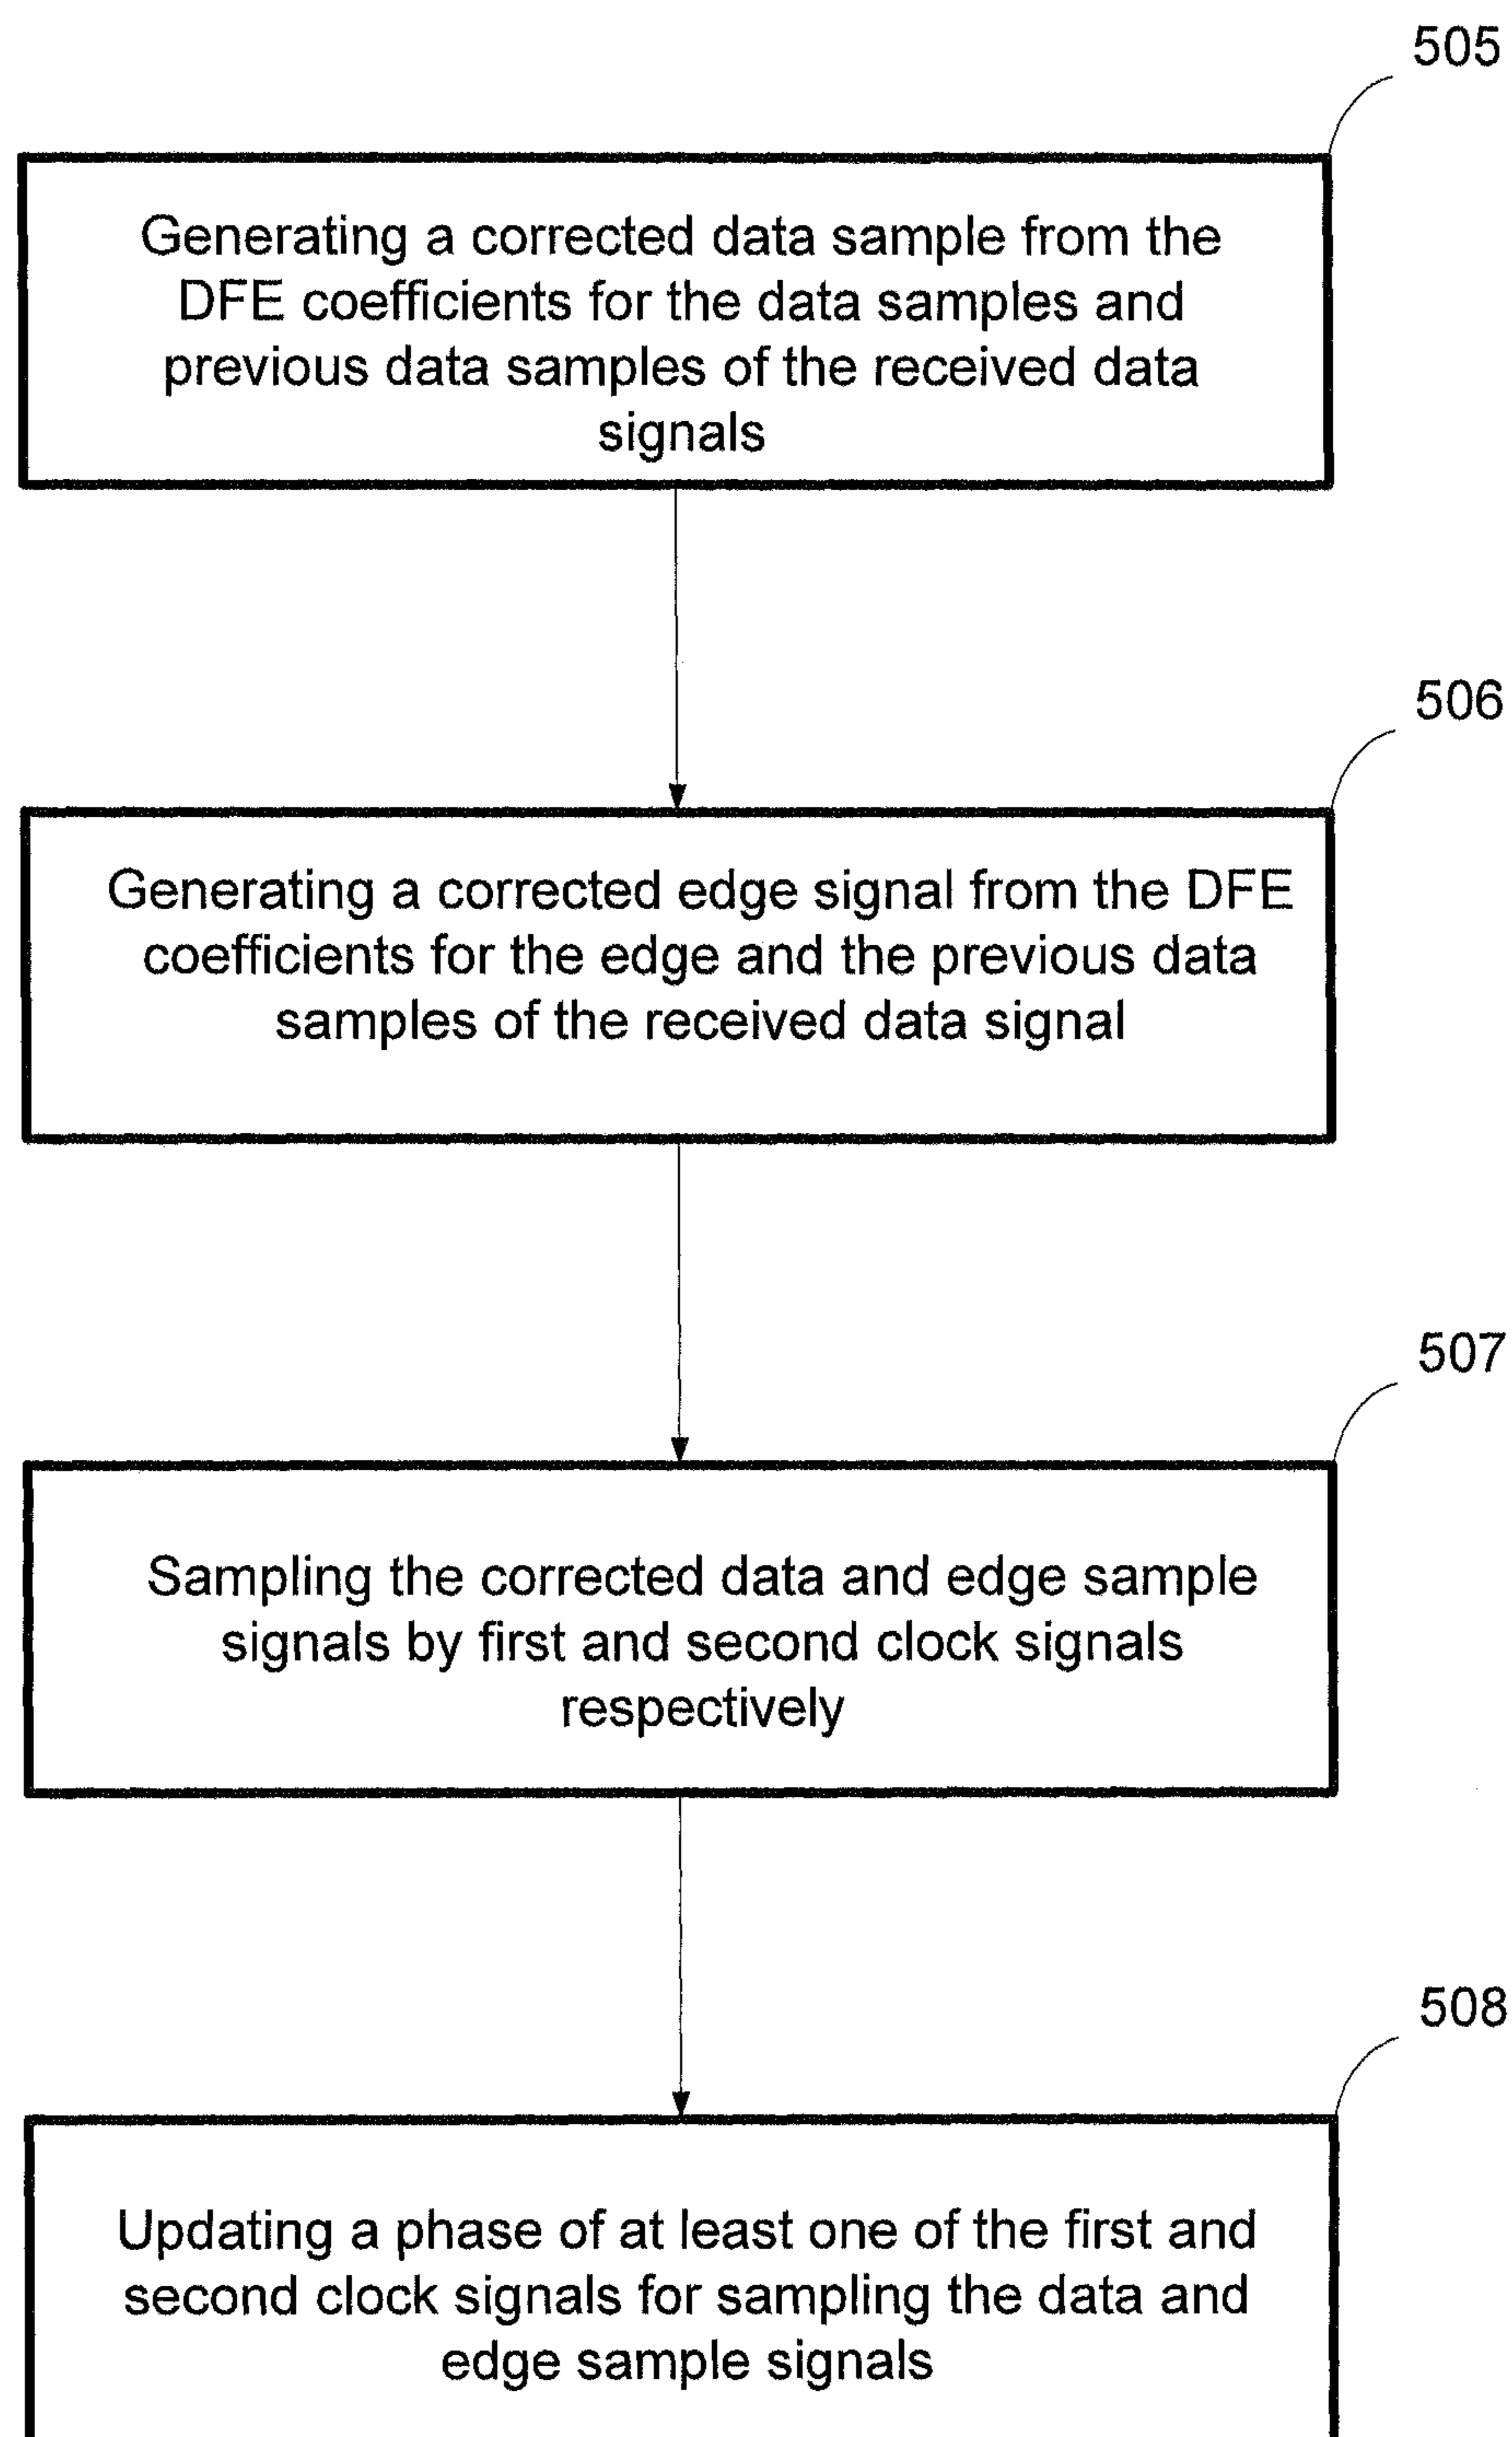 505
Generating a corrected data sample from the
DFE coefficients for the data samples and
previous data samples of the received data
signals
506
Generating a corrected edge signal from the DFE
coefficients for the edge and the previous data
samples of the received data signal
507
Sampling the corrected data and edge sample
signals by first and second clock signals
respectively
508
Updating a phase of at least one of the first and
second clock signals for sampling the data and
edge sample signals